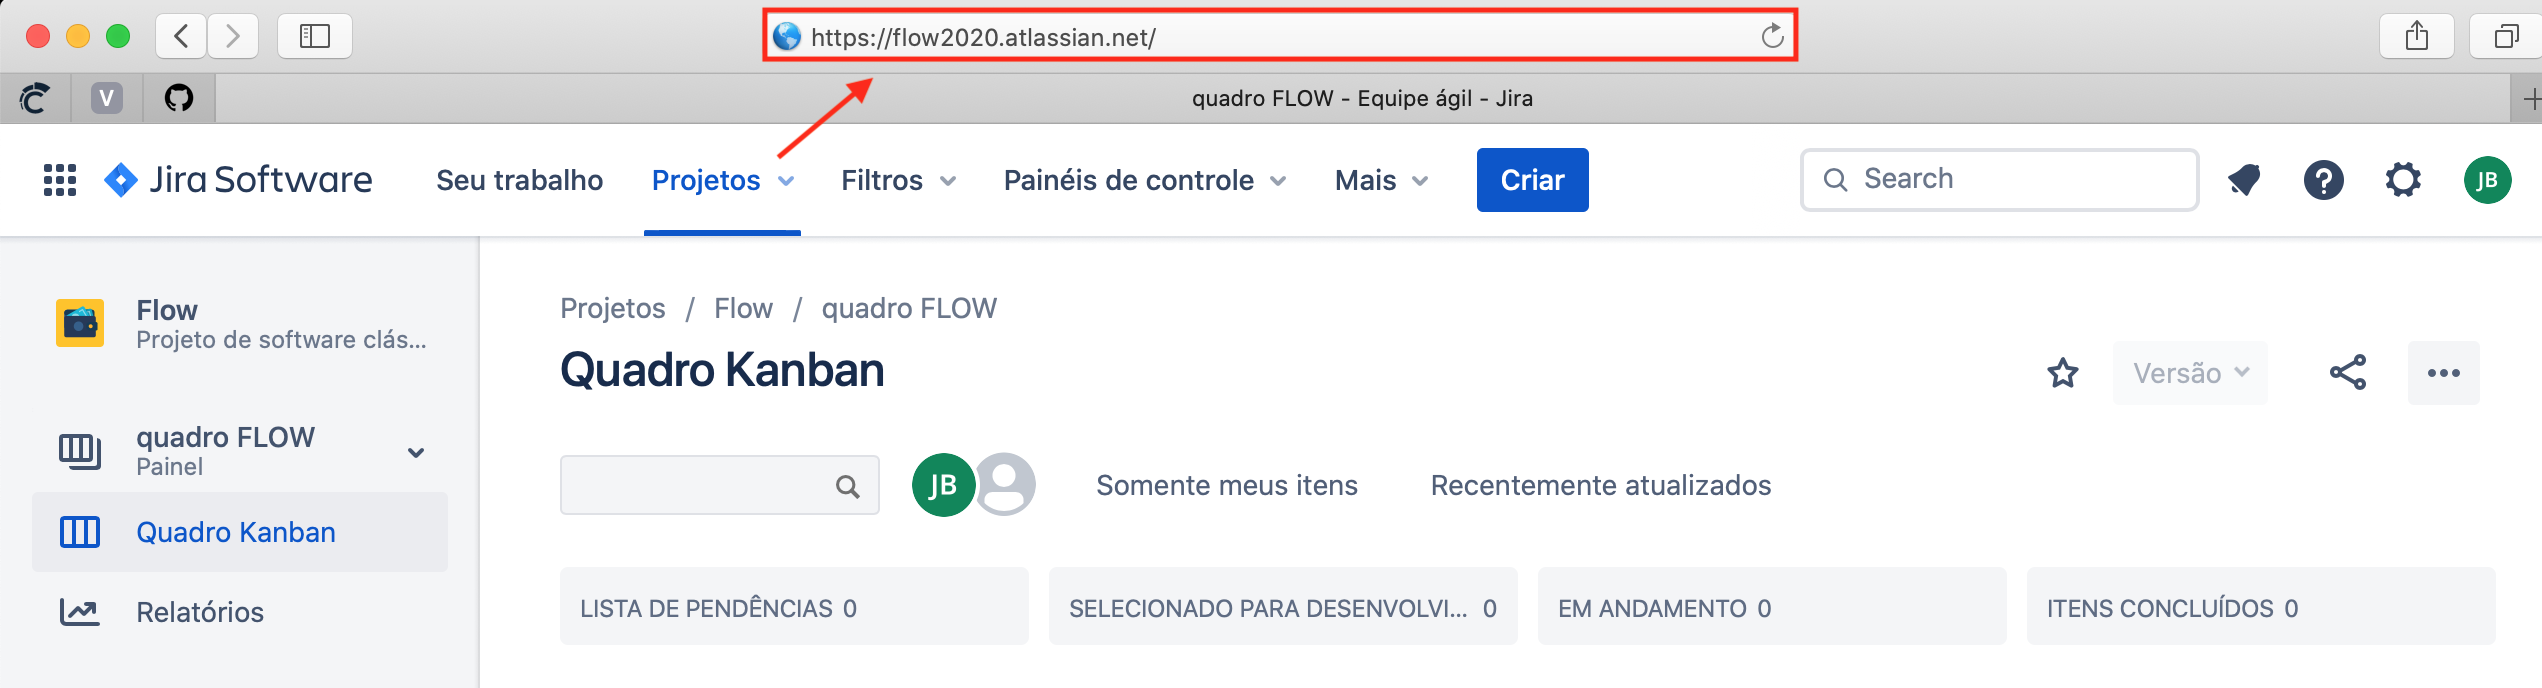 https://flow2020.atlassian.net/
V
quadro FLOW - Equipe ágil - Jira
Jira Software
Seu trabalho
Projetos
Filtros
Painéis de controle
Mais
Criar
Search
JB
Flow
Projeto de software clás...
quadro FLOW
Painel
Quadro Kanban
Relatórios
Projetos / Flow / quadro FLOW
Quadro Kanban
Versão
JB
Somente meus itens
Recentemente atualizados
LISTA DE PENDÊNCIAS 0
SELECIONADO PARA DESENVOLVI... 0
EM ANDAMENTO 0
ITENS CONCLUÍDOS 0